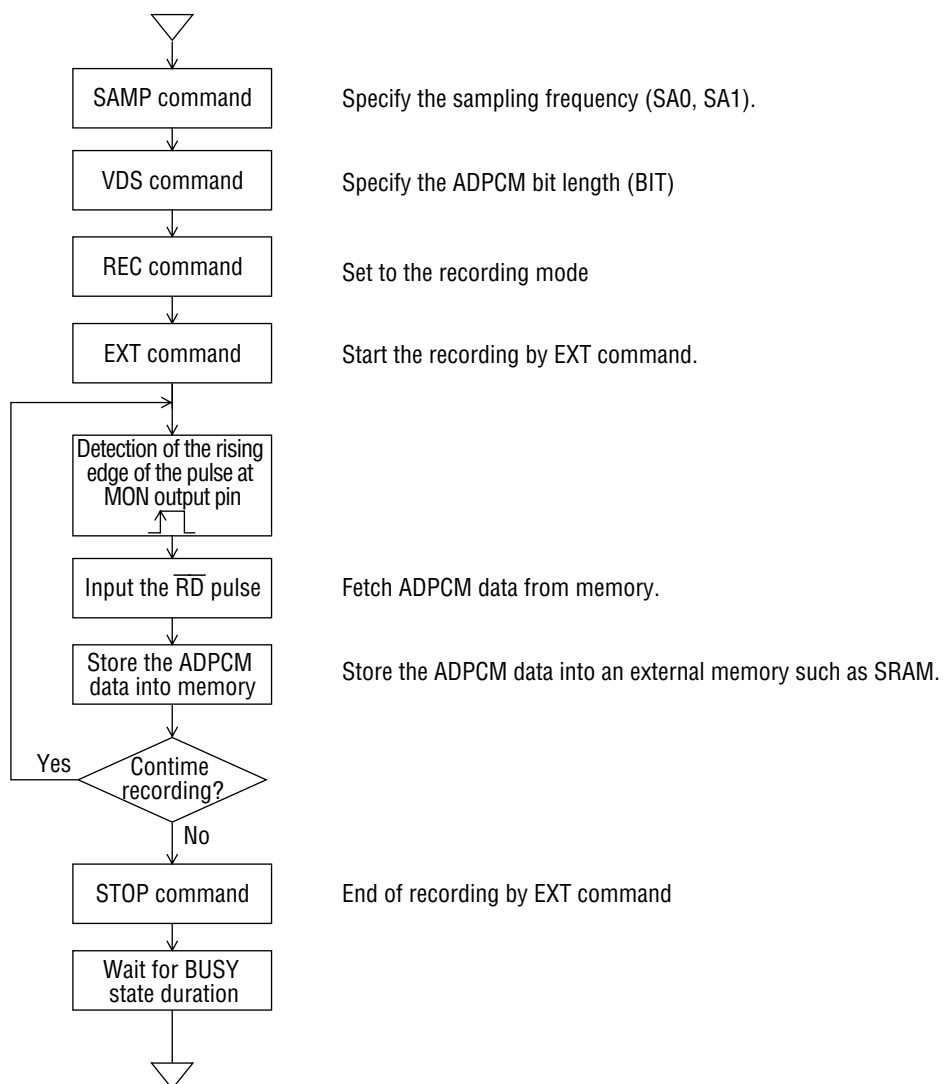 SAMP command
Specify the sampling frequency (SA0, SA1).
VDS command
Specify the ADPCM bit length (BIT)
REC command
Set to the recording mode
EXT command
Start the recording by EXT command.
Detection of the rising
edge of the pulse at
MON output pin
Input the R̅D̅ pulse
Fetch ADPCM data from memory.
Store the ADPCM
data into memory
Store the ADPCM data into an external memory such as SRAM.
Yes
Contime
recording?
No
STOP command
End of recording by EXT command
Wait for BUSY
state duration